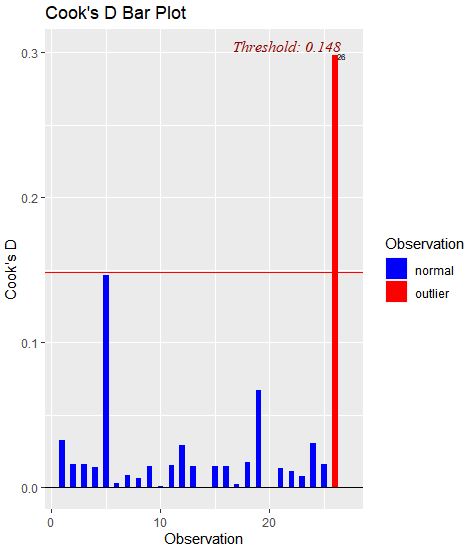 Cook's D Bar Plot
Threshold: 0.148
26
0.3
0.2
0.1
0.0
Cook's D
0
10
20
Observation
Observation
normal
outlier